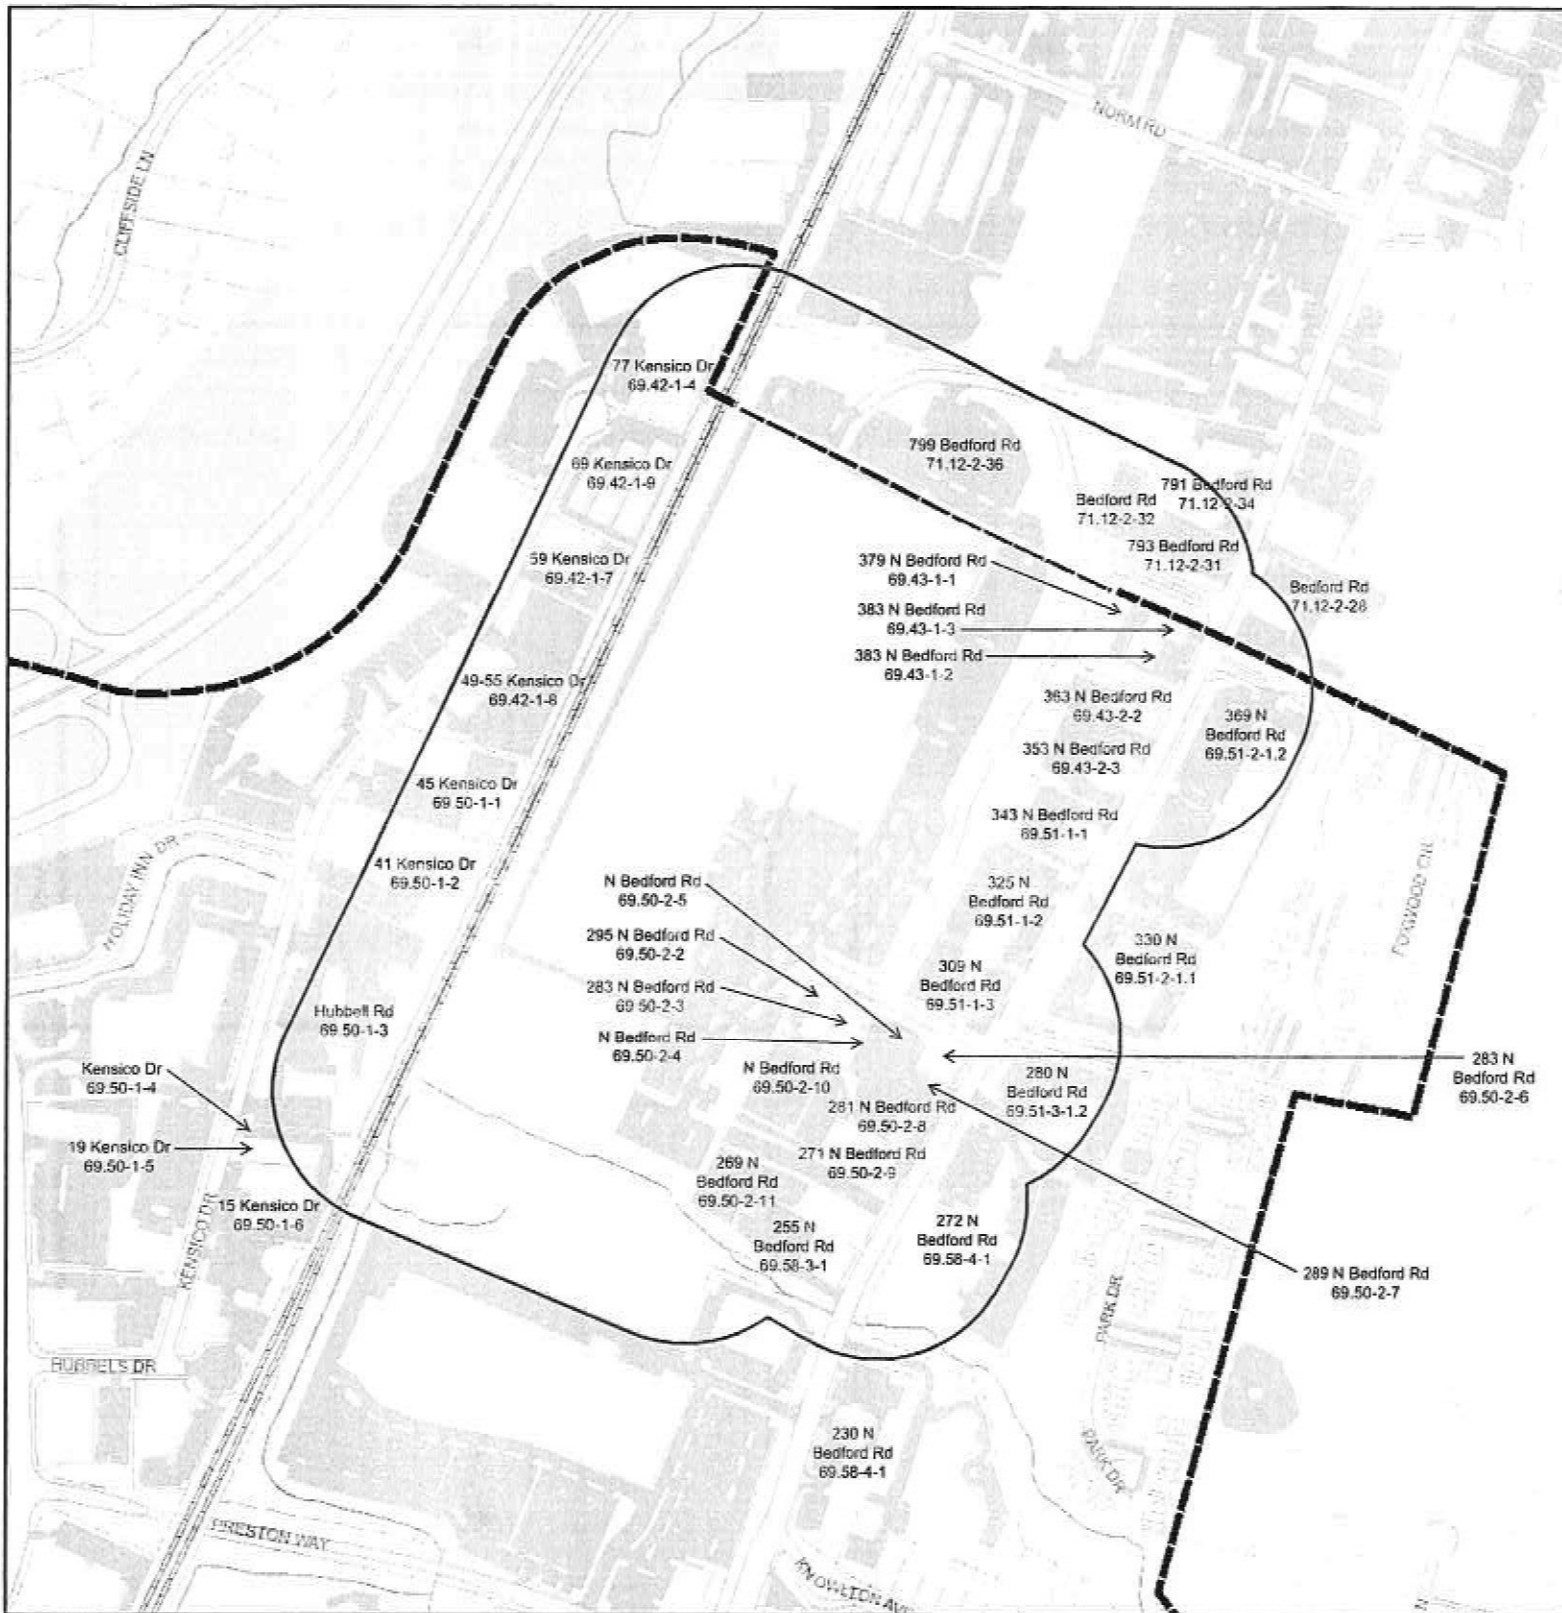 NORM RD
CLIFFSIDE LN
77 Kensico Dr
69.42-1-4
799 Bedford Rd
71.12-2-36
69 Kensico Dr
69.42-1-9
791 Bedford Rd
71.12-2-34
Bedford Rd
71.12-2-32
793 Bedford Rd
71.12-2-31
59 Kensico Dr
69.42-1-7
379 N Bedford Rd
69.43-1-1
Bedford Rd
71.12-2-28
383 N Bedford Rd
69.43-1-3
383 N Bedford Rd
69.43-1-2
49-55 Kensico Dr
69.42-1-8
363 N Bedford Rd
69.43-2-2
369 N
Bedford Rd
69.51-2-1.2
353 N Bedford Rd
69.43-2-3
45 Kensico Dr
69.50-1-1
343 N Bedford Rd
69.51-1-1
HOLIDAY INN DR
41 Kensico Dr
69.50-1-2
N Bedford Rd
69.50-2-5
325 N
Bedford Rd
69.51-1-2
FOXWOOD CIR
295 N Bedford Rd
69.50-2-2
330 N
Bedford Rd
69.51-2-1.1
309 N
Bedford Rd
69.51-1-3
283 N Bedford Rd
69.50-2-3
Hubbell Rd
69.50-1-3
N Bedford Rd
69.50-2-4
283 N
Bedford Rd
69.50-2-6
Kensico Dr
69.50-1-4
N Bedford Rd
69.50-2-10
280 N
Bedford Rd
69.51-3-1.2
281 N Bedford Rd
69.50-2-8
19 Kensico Dr
69.50-1-5
271 N Bedford Rd
69.50-2-9
269 N
Bedford Rd
69.50-2-11
15 Kensico Dr
69.50-1-6
KENSICO DR
255 N
Bedford Rd
69.58-3-1
272 N
Bedford Rd
69.58-4-1
289 N Bedford Rd
69.50-2-7
PARK DR
HUBBELS DR
230 N
Bedford Rd
69.58-4-1
PARK DR
PRESTON WAY
KNOWLTON AVE
N